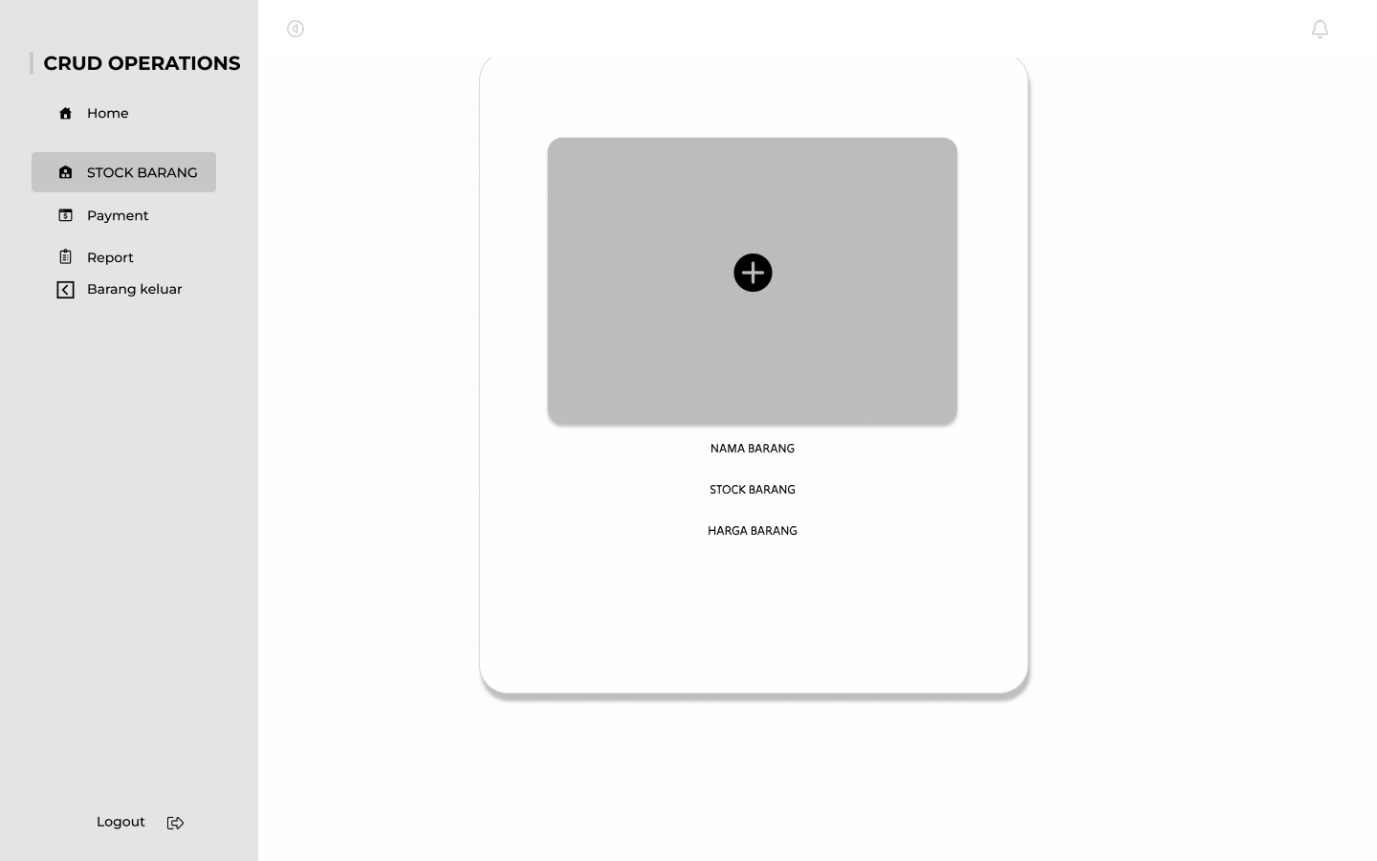 CRUD OPERATIONS
Home
STOCK BARANG
Payment
Report
Barang keluar
Logout
NAMA BARANG
STOCK BARANG
HARGA BARANG